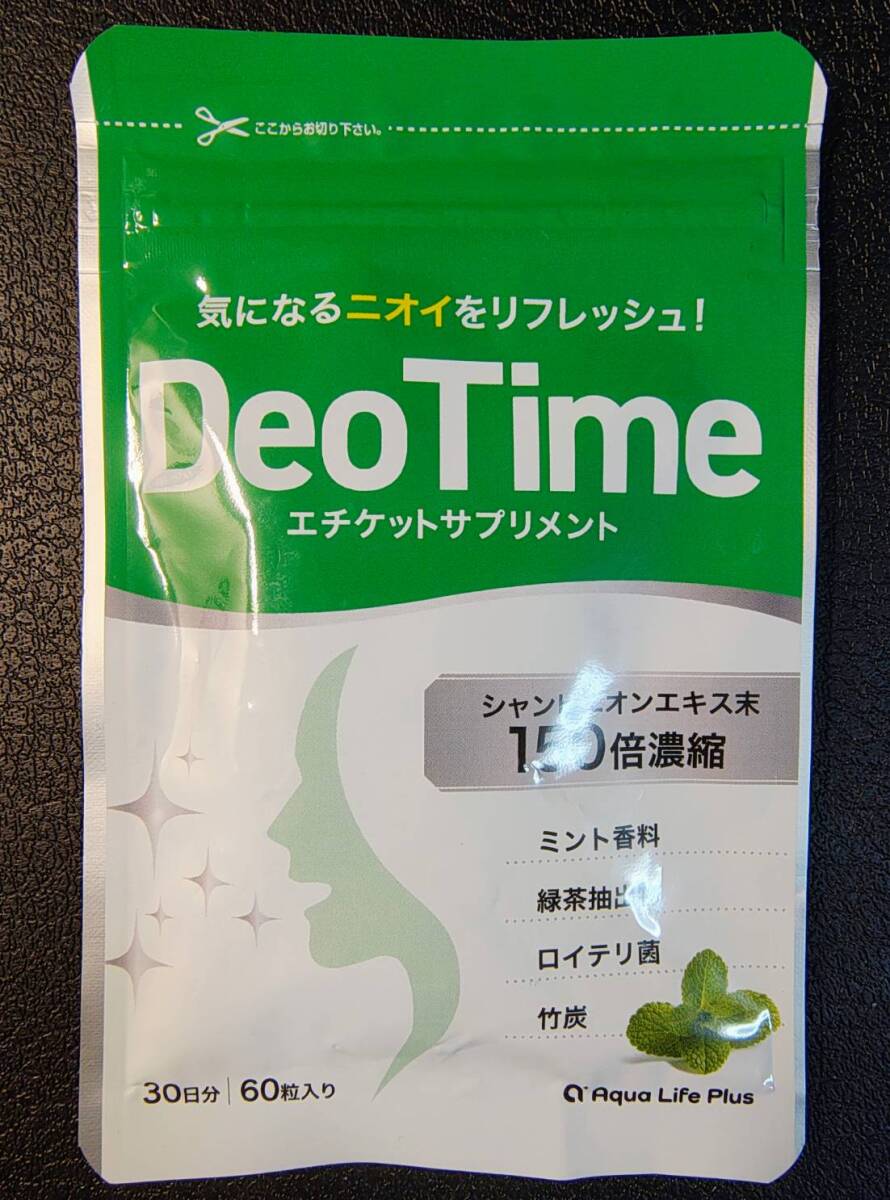 ここからお切り下さい。
気になるニオイをリフレッシュ!
DeoTime
エチケットサプリメント
シャンピニオンエキス末
150倍濃縮
ミント香料
緑茶抽出
ロイテリ菌
竹炭
30日分 | 60粒入り
Aqua Life Plus